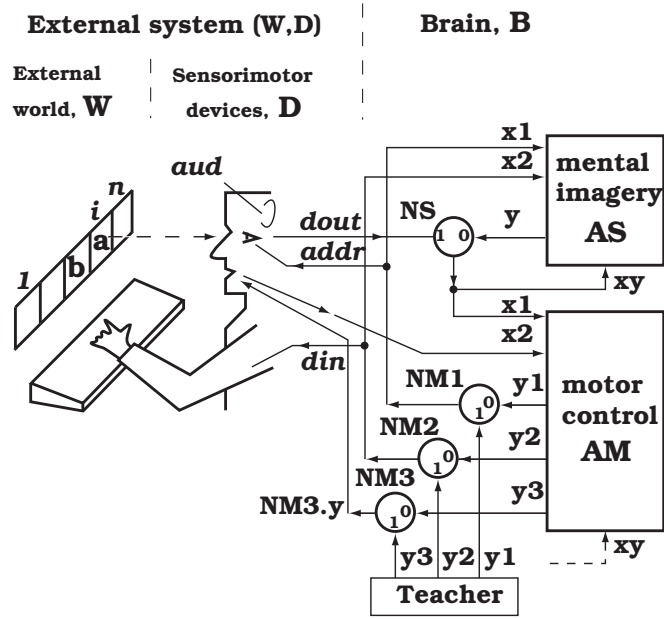 External system (W,D)
Brain, B
External
world, W
Sensorimotor
devices, D
aud
n
i
a
b
1
A
dout
addr
din
NS
1 0
x1
x2
y
mental
imagery
AS
xy
x1
x2
motor
control
AM
y1
y2
y3
xy
NM1
1 0
NM2
1 0
NM3
1 0
NM3.y
y3 y2 y1
Teacher